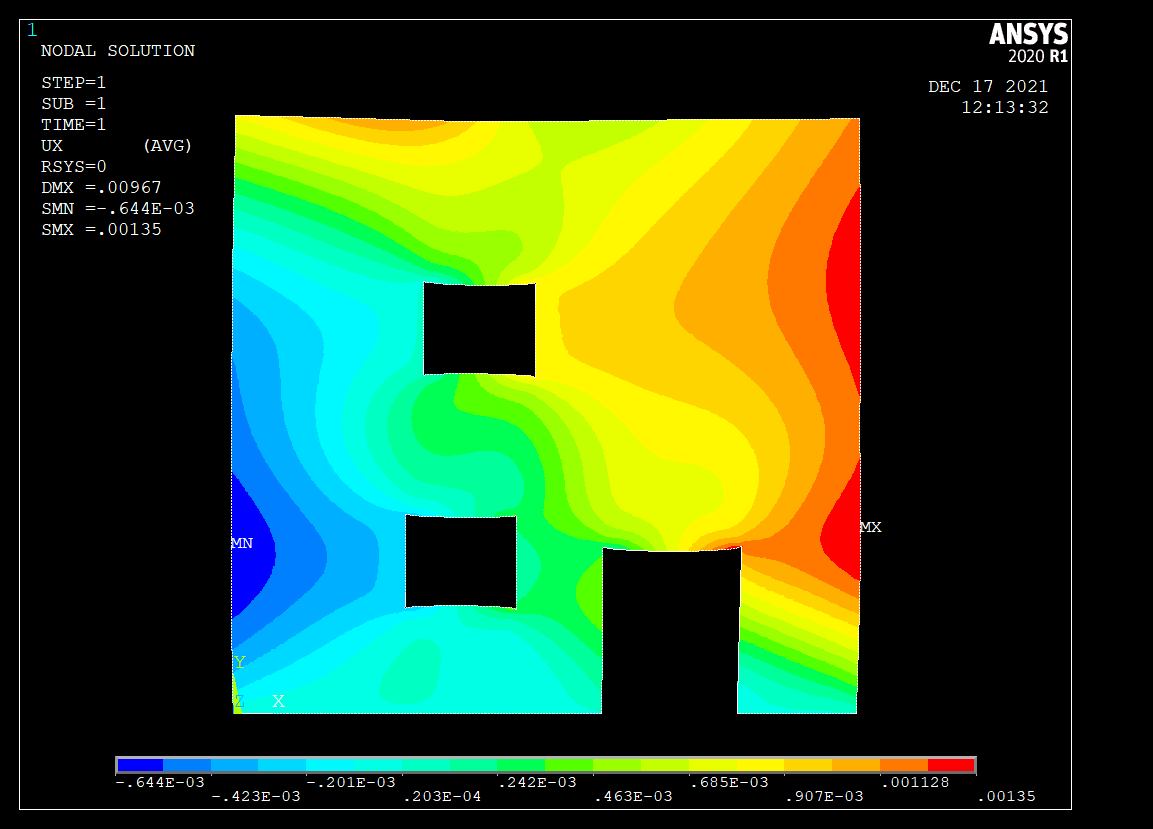 1
ANSYS
2020 R1
NODAL SOLUTION
STEP=1
SUB =1
TIME=1
UX (AVG)
RSYS=0
DMX =.00967
SMN =-.644E-03
SMX =.00135
DEC 17 2021
12:13:32
MX
MN
Y
Z X
-.644E-03 -.201E-03 .242E-03 .685E-03 .001128
-.423E-03 .203E-04 .463E-03 .907E-03 .00135